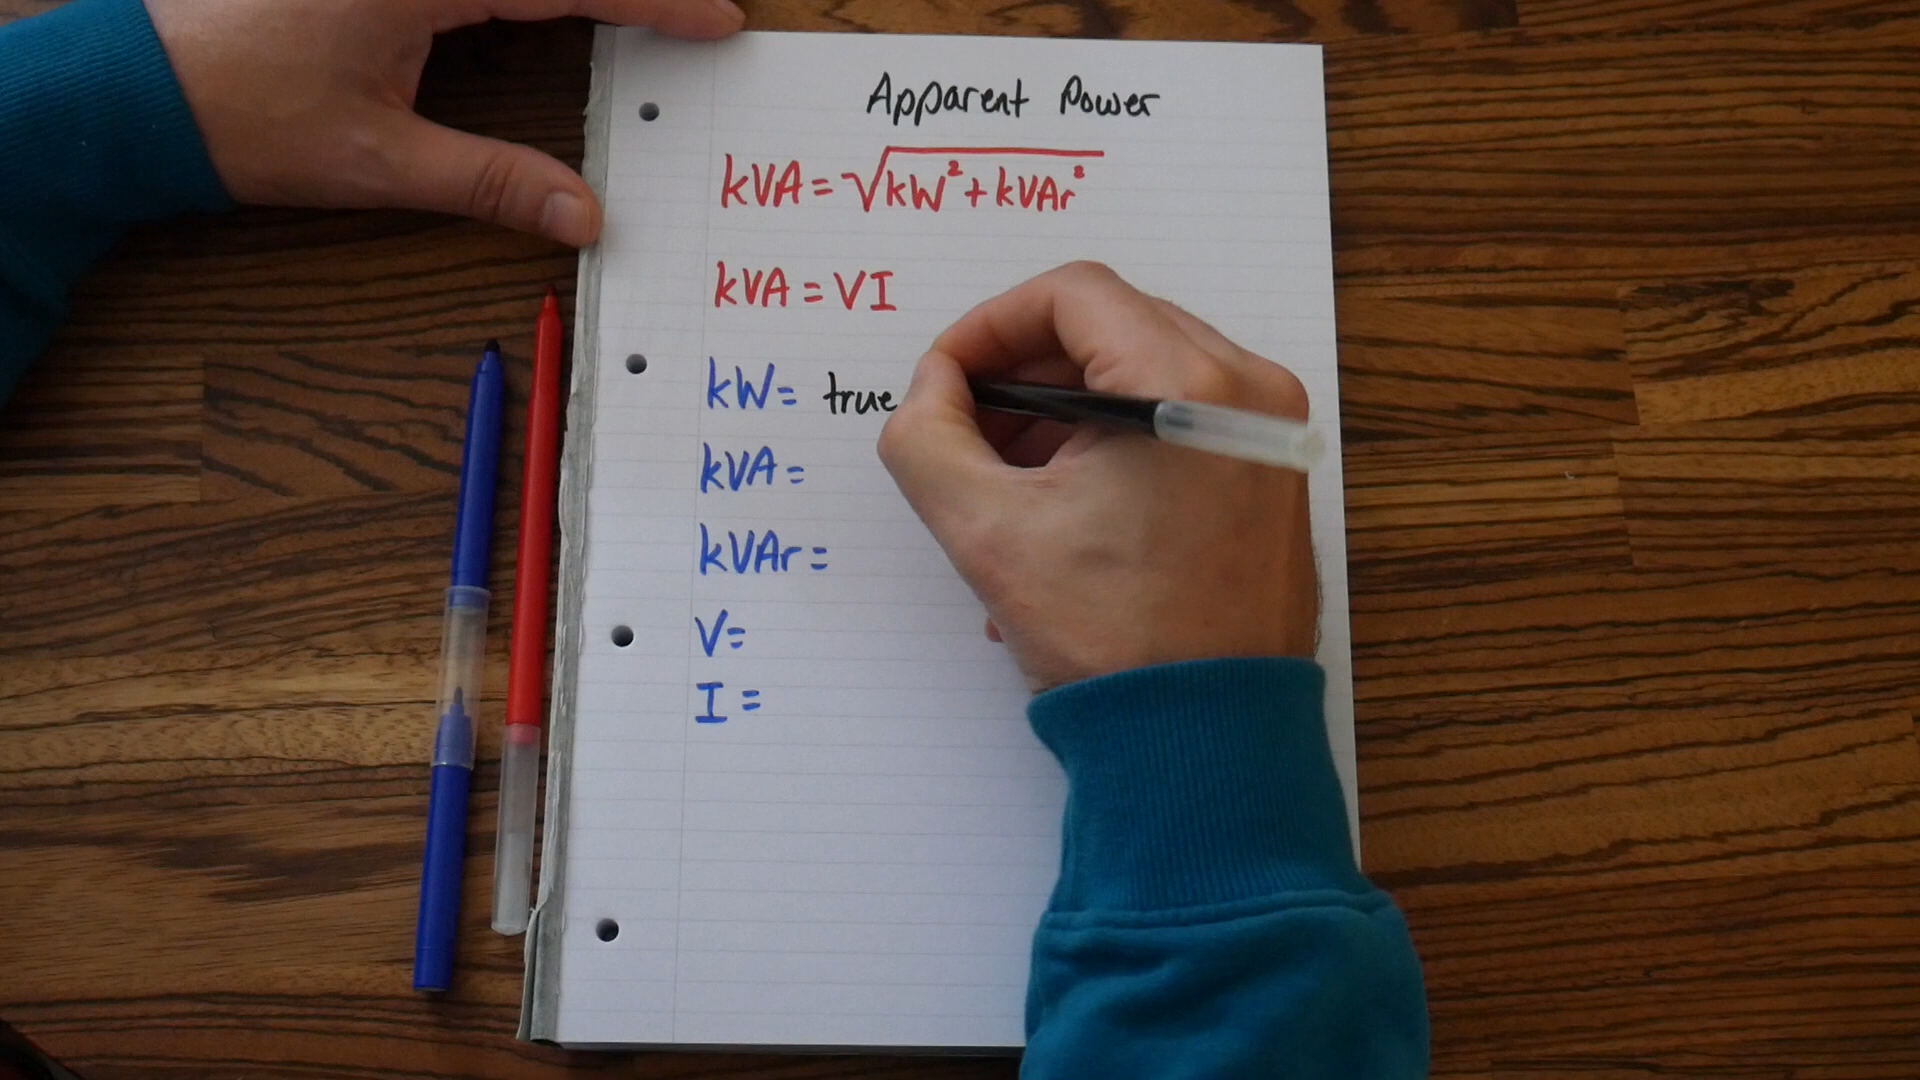 Apparent Power
kVA = √kW² + kVAr²
kVA = VI
kW = true
kVA =
kVAr =
V =
I =